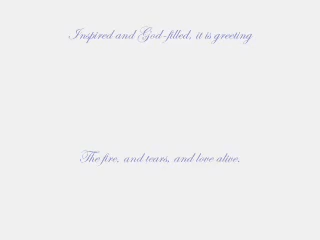 Inspired and God-filled, it is greeting
The fire, and tears, and love alive.